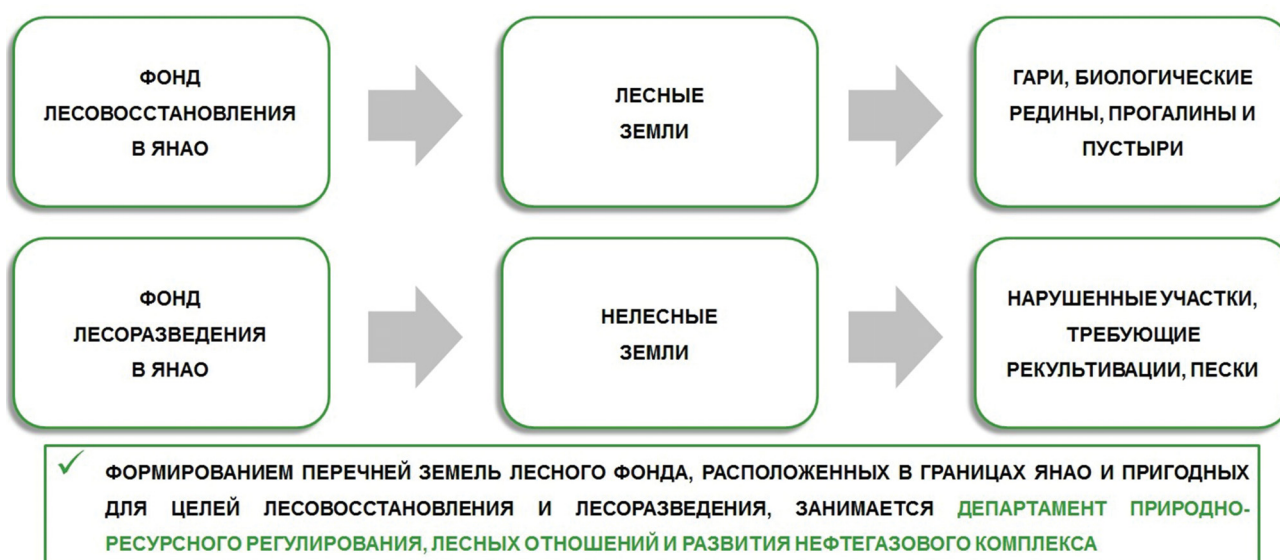 ФОНД
ЛЕСОВОССТАНОВЛЕНИЯ
В ЯНАО
ЛЕСНЫЕ
ЗЕМЛИ
ГАРИ, БИОЛОГИЧЕСКИЕ
РЕДИНЫ, ПРОГАЛИНЫ И
ПУСТЫРИ
ФОНД
ЛЕСОРАЗВЕДЕНИЯ
В ЯНАО
НЕЛЕСНЫЕ
ЗЕМЛИ
НАРУШЕННЫЕ УЧАСТКИ,
ТРЕБУЮЩИЕ
РЕКУЛЬТИВАЦИИ, ПЕСКИ
ФОРМИРОВАНИЕМ ПЕРЕЧНЕЙ ЗЕМЕЛЬ ЛЕСНОГО ФОНДА, РАСПОЛОЖЕННЫХ В ГРАНИЦАХ ЯНАО И ПРИГОДНЫХ
ДЛЯ ЦЕЛЕЙ ЛЕСОВОССТАНОВЛЕНИЯ И ЛЕСОРАЗВЕДЕНИЯ, ЗАНИМАЕТСЯ ДЕПАРТАМЕНТ ПРИРОДНО-
РЕСУРСНОГО РЕГУЛИРОВАНИЯ, ЛЕСНЫХ ОТНОШЕНИЙ И РАЗВИТИЯ НЕФТЕГАЗОВОГО КОМПЛЕКСА